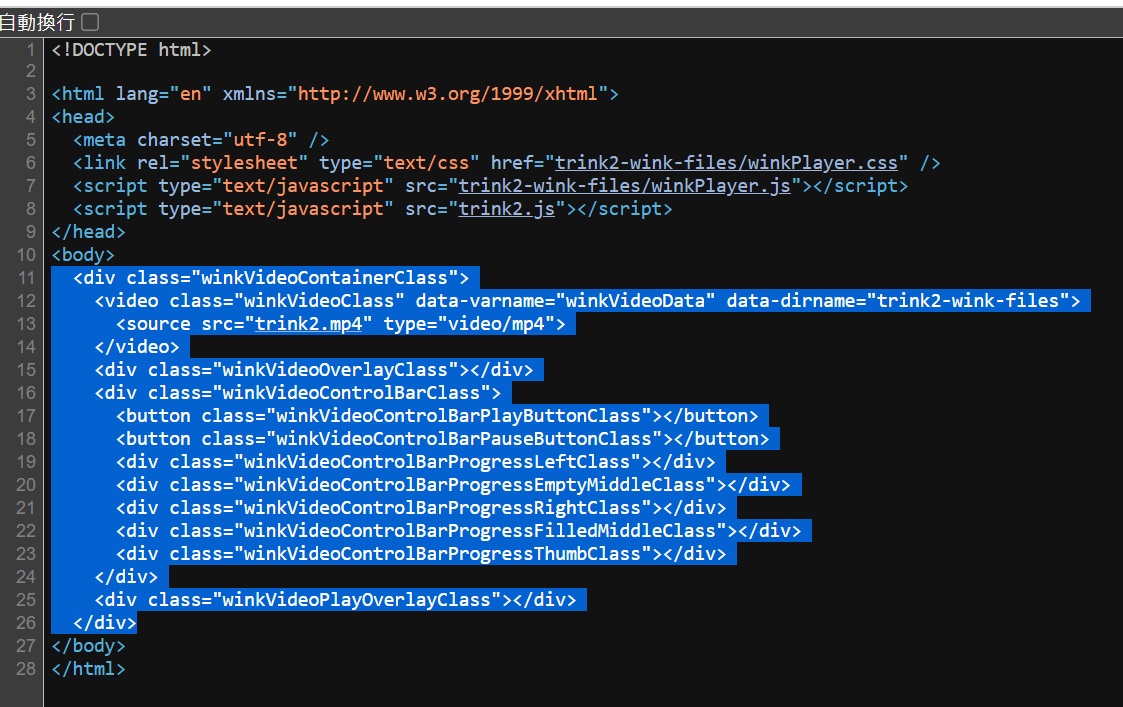 自動換行
1 <!DOCTYPE html>
2
3 <html lang="en" xmlns="http://www.w3.org/1999/xhtml">
4 <head>
5   <meta charset="utf-8" />
6   <link rel="stylesheet" type="text/css" href="trink2-wink-files/winkPlayer.css" />
7   <script type="text/javascript" src="trink2-wink-files/winkPlayer.js"></script>
8   <script type="text/javascript" src="trink2.js"></script>
9 </head>
10 <body>
11   <div class="winkVideoContainerClass">
12     <video class="winkVideoClass" data-varname="winkVideoData" data-dirname="trink2-wink-files">
13       <source src="trink2.mp4" type="video/mp4">
14     </video>
15     <div class="winkVideoOverlayClass"></div>
16     <div class="winkVideoControlBarClass">
17       <button class="winkVideoControlBarPlayButtonClass"></button>
18       <button class="winkVideoControlBarPauseButtonClass"></button>
19       <div class="winkVideoControlBarProgressLeftClass"></div>
20       <div class="winkVideoControlBarProgressEmptyMiddleClass"></div>
21       <div class="winkVideoControlBarProgressRightClass"></div>
22       <div class="winkVideoControlBarProgressFilledMiddleClass"></div>
23       <div class="winkVideoControlBarProgressThumbClass"></div>
24     </div>
25     <div class="winkVideoPlayOverlayClass"></div>
26   </div>
27 </body>
28 </html>